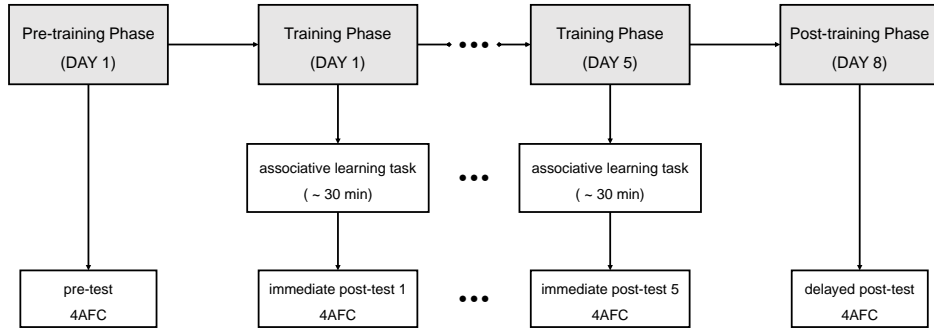 Pre-training Phase
(DAY 1)
Training Phase
(DAY 1)
•••
Training Phase
(DAY 5)
Post-training Phase
(DAY 8)
associative learning task
( ~ 30 min)
•••
associative learning task
( ~ 30 min)
pre-test
4AFC
immediate post-test 1
4AFC
•••
immediate post-test 5
4AFC
delayed post-test
4AFC